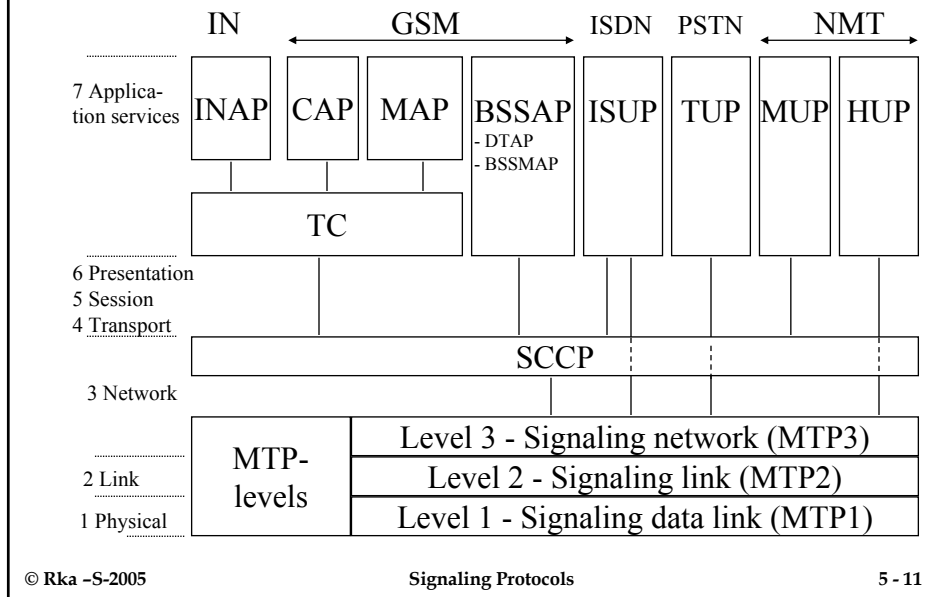 IN GSM ISDN PSTN NMT
7 Applica-
tion services
INAP CAP MAP BSSAP ISUP TUP MUP HUP
- DTAP
- BSSMAP
TC
6 Presentation
5 Session
4 Transport
SCCP
3 Network
MTP-
levels
Level 3 - Signaling network (MTP3)
2 Link
Level 2 - Signaling link (MTP2)
1 Physical
Level 1 - Signaling data link (MTP1)
© Rka –S-2005 Signaling Protocols 5 - 11